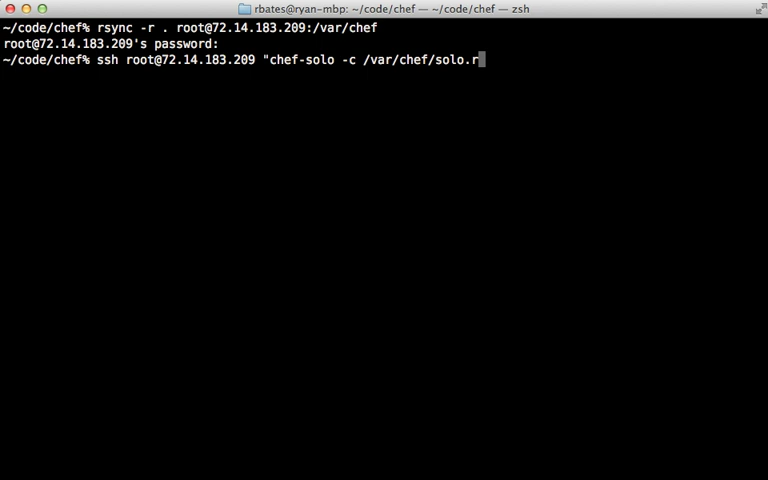 rbates@ryan-mbp: ~/code/chef — ~/code/chef — zsh
~/code/chef% rsync -r . root@72.14.183.209:/var/chef
root@72.14.183.209's password:
~/code/chef% ssh root@72.14.183.209 "chef-solo -c /var/chef/solo.r